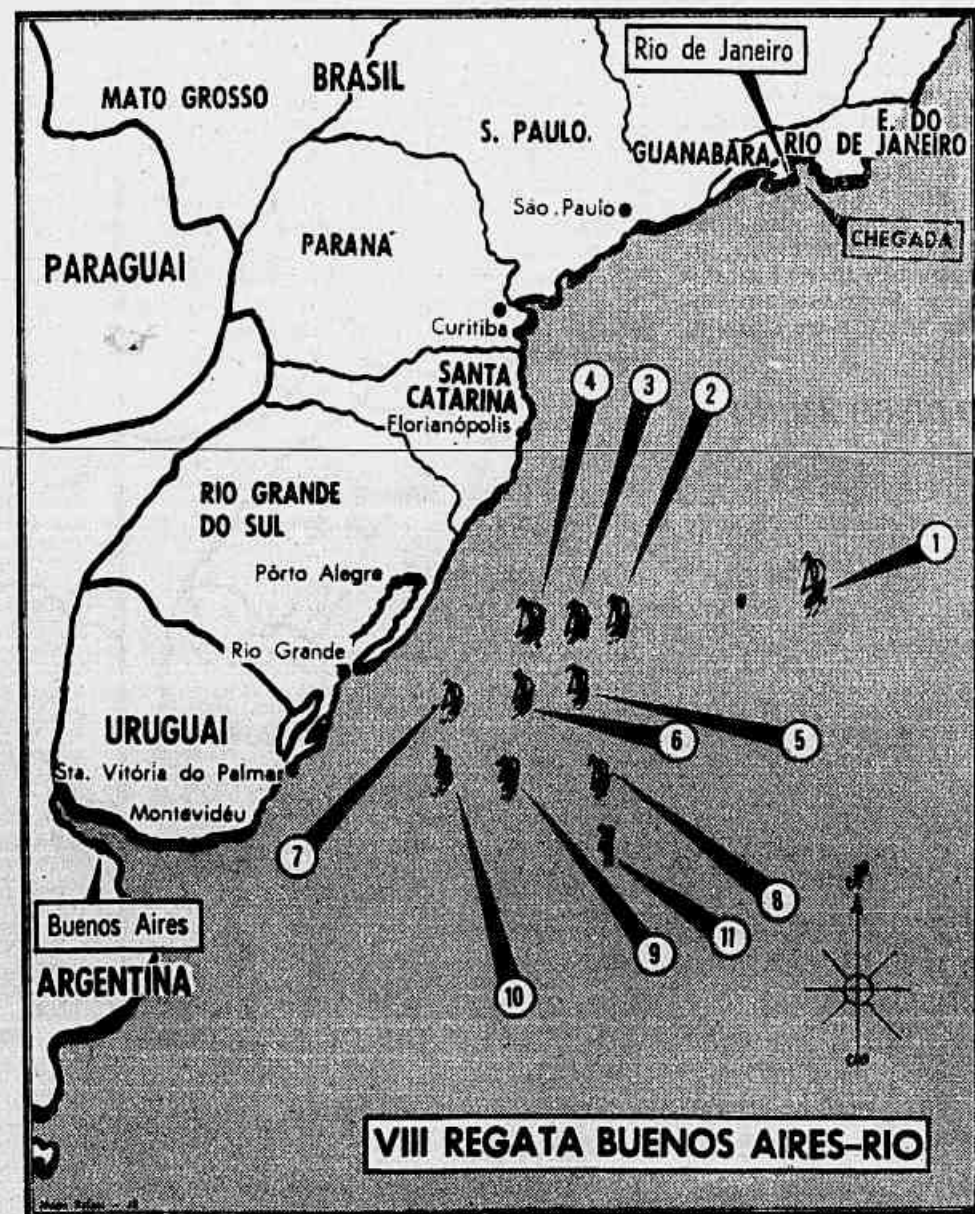 Rio de Janeiro
BRASIL
MATO GROSSO
S. PAULO.
E. DO
GUANABARA RIO DE JANEIRO
São Paulo
CHEGADA
PARANÁ
PARAGUAI
Curitiba
SANTA
CATARINA
Florianópolis
4
3
2
RIO GRANDE
DO SUL
1
Pôrto Alegre
Rio Grande
URUGUAI
6
5
Sta. Vitória do Palmar
Montevidéu
7
8
Buenos Aires
9
11
ARGENTINA
10
VIII REGATA BUENOS AIRES-RIO